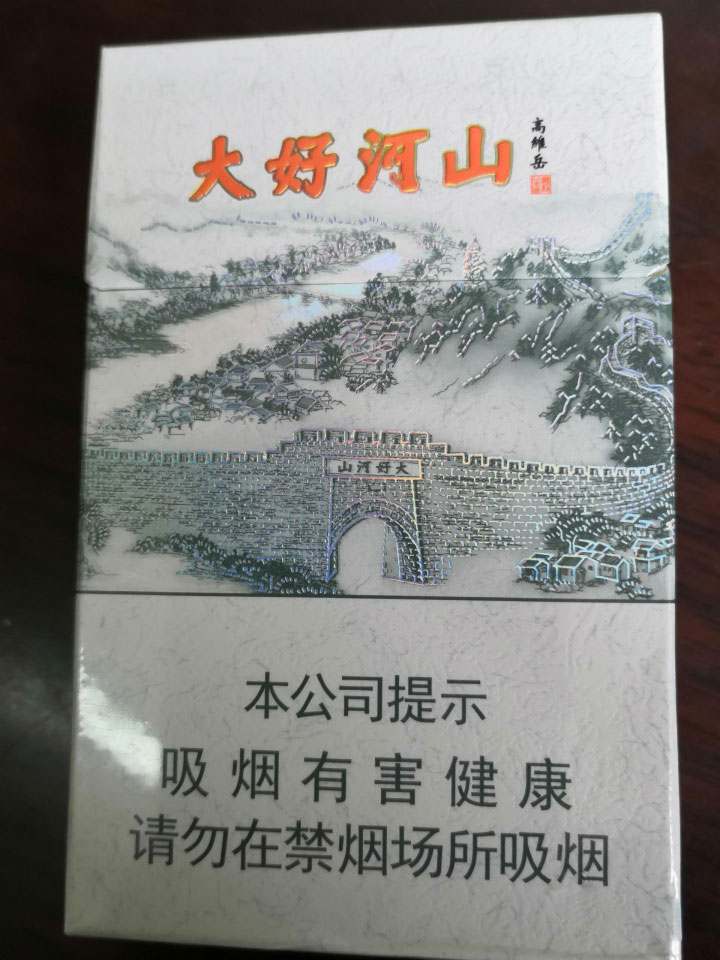 大好河山
高维岳
山河好大
本公司提示
吸烟有害健康
请勿在禁烟场所吸烟